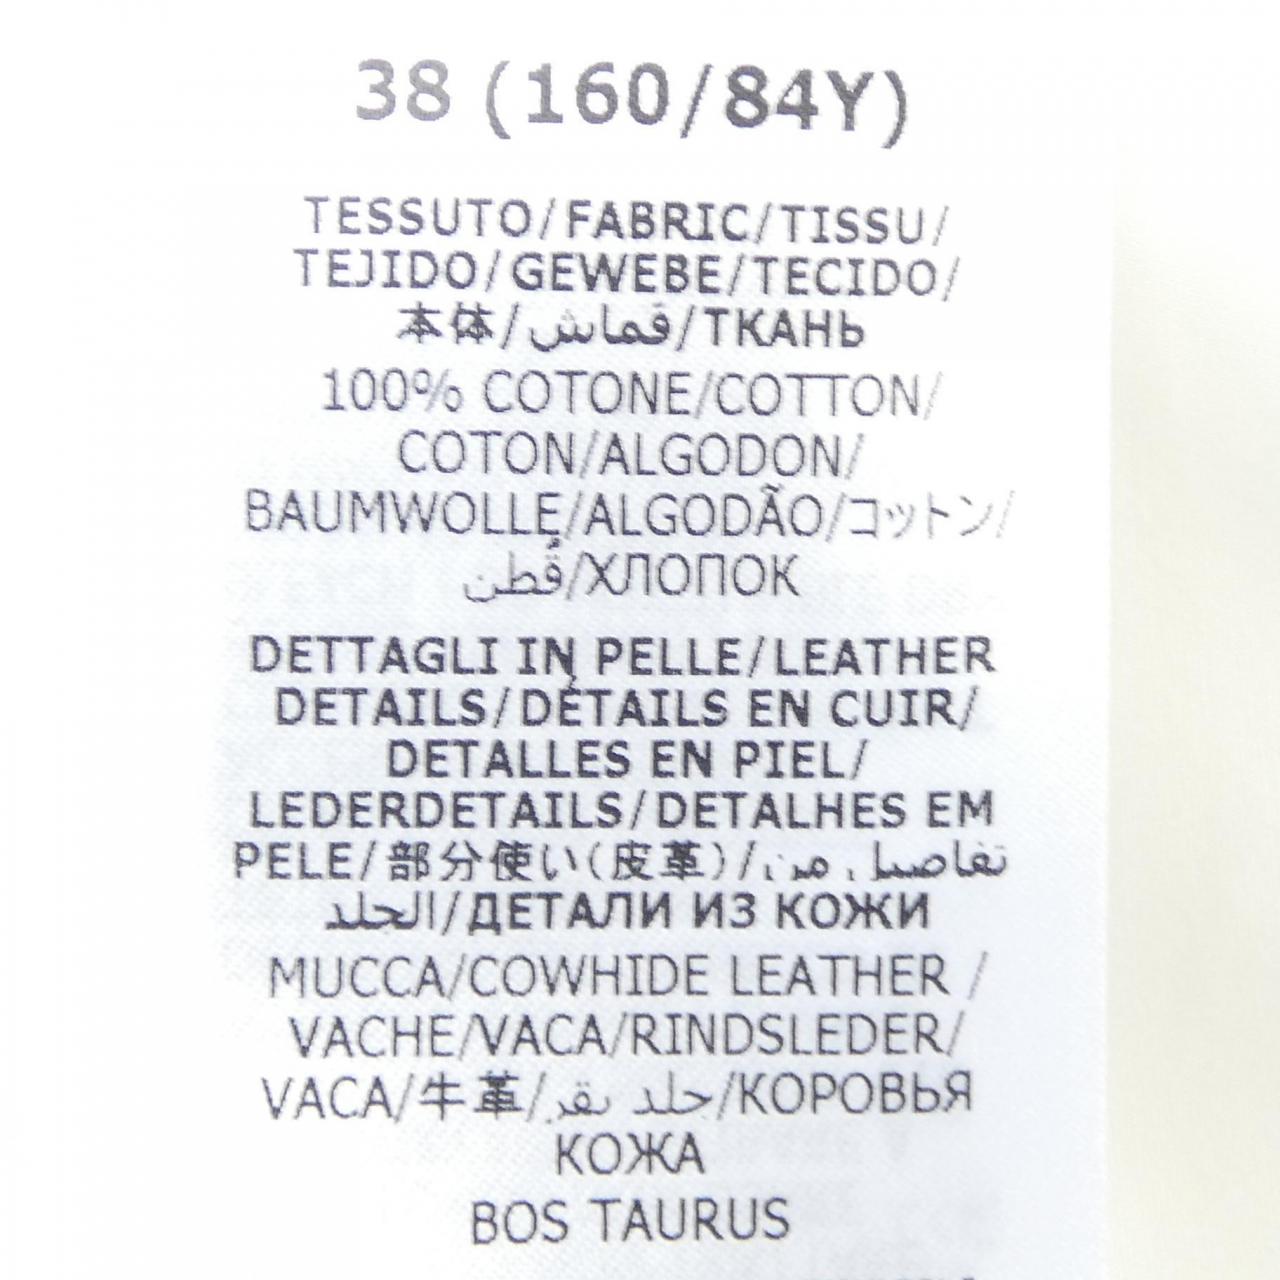 38 (160/84Y)
TESSUTO/FABRIC/TISSU/
TEJIDO/GEWEBE/TECIDO/
本体/قماش/ТКАНЬ
100% COTONE/COTTON/
COTON/ALGODON/
BAUMWOLLE/ALGODÃO/コットン/
قُطن/ХЛОПОК
DETTAGLI IN PELLE/LEATHER
DETAILS/DÉTAILS EN CUIR/
DETALLES EN PIEL/
LEDERDETAILS/DETALHES EM
PELE/部分使い(皮革)/تفاصيل من
الجلد/ДЕТАЛИ ИЗ КОЖИ
MUCCA/COWHIDE LEATHER /
VACHE/VACA/RINDSLEDER/
VACA/牛革/جلد بقر/КОРОВЬЯ
КОЖА
BOS TAURUS